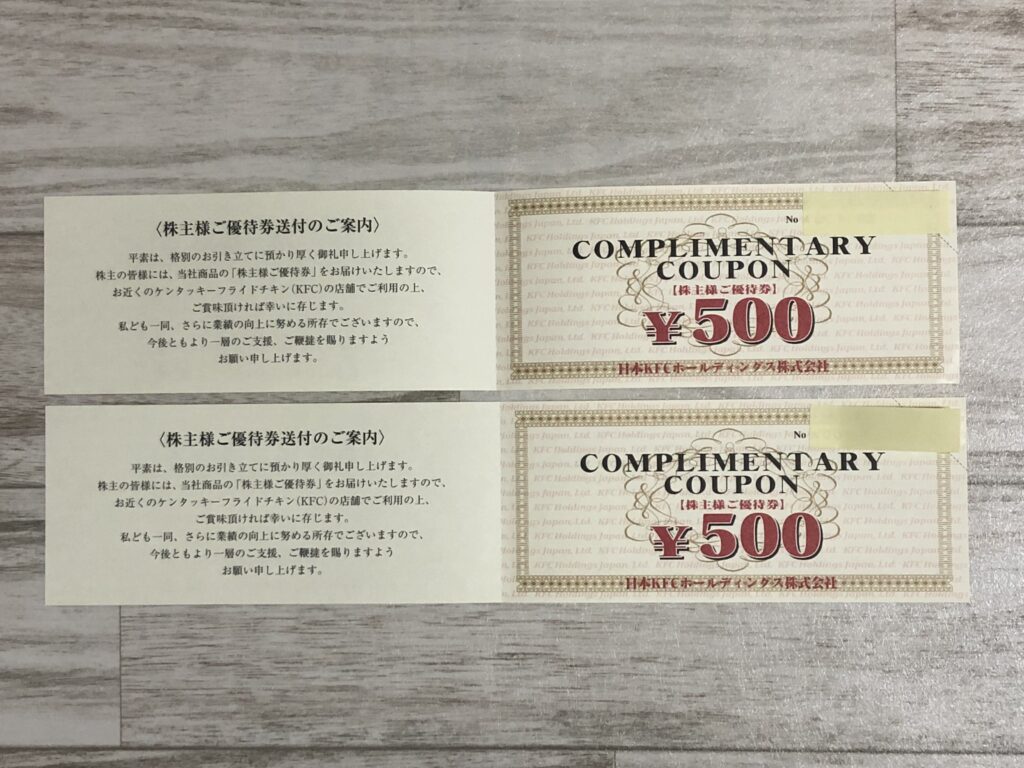 〈株主様ご優待券送付のご案内〉
平素は、格別のお引き立てに預かり厚く御礼申し上げます。
株主の皆様には、当社商品の「株主様ご優待券」をお届けいたしますので、
お近くのケンタッキーフライドチキン(KFC)の店舗でご利用の上、
ご賞味頂ければ幸いに存じます。
私ども一同、さらに業績の向上に努める所存でございますので、
今後ともより一層のご支援、ご鞭撻を賜りますよう
お願い申し上げます。
No
COMPLIMENTARY
COUPON
【株主様ご優待券】
¥500
日本KFCホールディングス株式会社
〈株主様ご優待券送付のご案内〉
平素は、格別のお引き立てに預かり厚く御礼申し上げます。
株主の皆様には、当社商品の「株主様ご優待券」をお届けいたしますので、
お近くのケンタッキーフライドチキン(KFC)の店舗でご利用の上、
ご賞味頂ければ幸いに存じます。
私ども一同、さらに業績の向上に努める所存でございますので、
今後ともより一層のご支援、ご鞭撻を賜りますよう
お願い申し上げます。
No
COMPLIMENTARY
COUPON
【株主様ご優待券】
¥500
日本KFCホールディングス株式会社